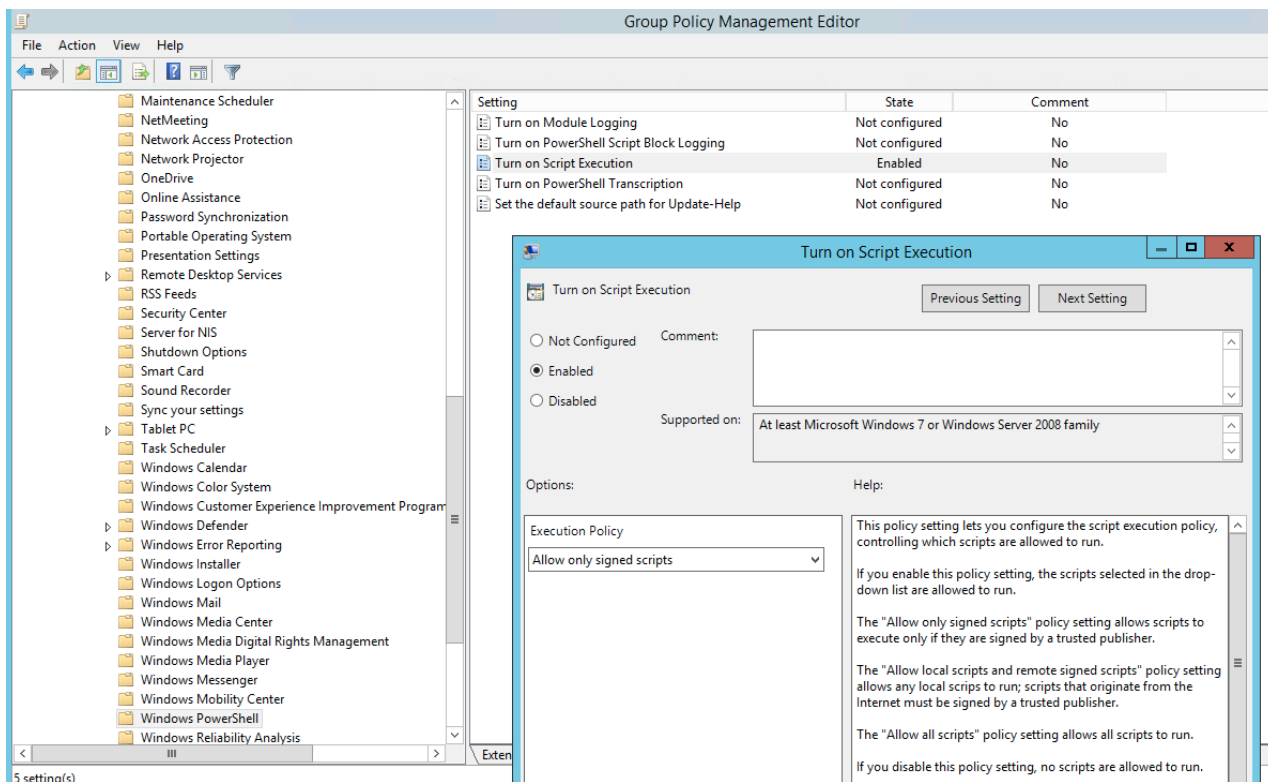 Group Policy Management Editor
File Action View Help
Maintenance Scheduler
NetMeeting
Network Access Protection
Network Projector
OneDrive
Online Assistance
Password Synchronization
Portable Operating System
Presentation Settings
Remote Desktop Services
RSS Feeds
Security Center
Server for NIS
Shutdown Options
Smart Card
Sound Recorder
Sync your settings
Tablet PC
Task Scheduler
Windows Calendar
Windows Color System
Windows Customer Experience Improvement Program
Windows Defender
Windows Error Reporting
Windows Installer
Windows Logon Options
Windows Mail
Windows Media Center
Windows Media Digital Rights Management
Windows Media Player
Windows Messenger
Windows Mobility Center
Windows PowerShell
Windows Reliability Analysis
5 setting(s)
Setting State Comment
Turn on Module Logging Not configured No
Turn on PowerShell Script Block Logging Not configured No
Turn on Script Execution Enabled No
Turn on PowerShell Transcription Not configured No
Set the default source path for Update-Help Not configured No
Exten
Turn on Script Execution
Turn on Script Execution
Previous Setting Next Setting
Not Configured
Enabled
Disabled
Comment:
Supported on:
At least Microsoft Windows 7 or Windows Server 2008 family
Options:
Help:
Execution Policy
Allow only signed scripts
This policy setting lets you configure the script execution policy,
controlling which scripts are allowed to run.
If you enable this policy setting, the scripts selected in the drop-
down list are allowed to run.
The "Allow only signed scripts" policy setting allows scripts to
execute only if they are signed by a trusted publisher.
The "Allow local scripts and remote signed scripts" policy setting
allows any local scrips to run; scripts that originate from the
Internet must be signed by a trusted publisher.
The "Allow all scripts" policy setting allows all scripts to run.
If you disable this policy setting, no scripts are allowed to run.